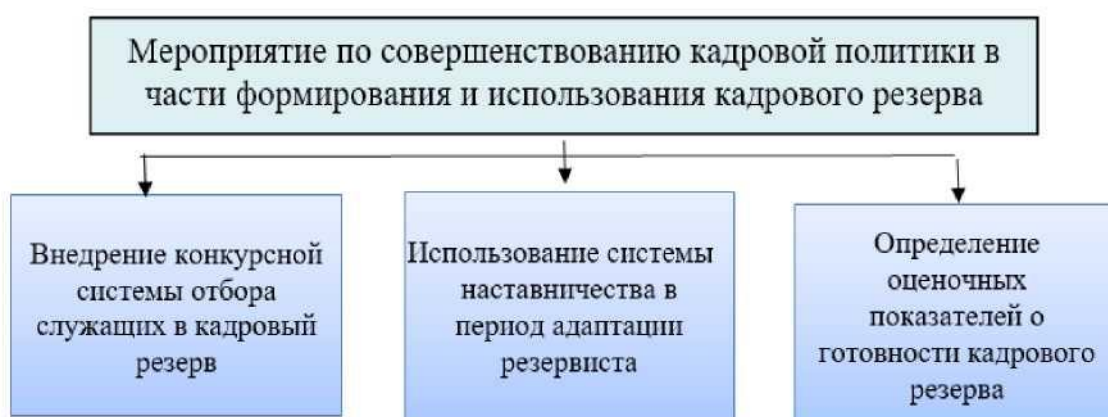 Мероприятие по совершенствованию кадровой политики в
части формирования и использования кадрового резерва
Внедрение конкурсной
системы отбора
служащих в кадровый
резерв
Использование системы
наставничества в
период адаптации
резервиста
Определение
оценочных
показателей о
готовности кадрового
резерва